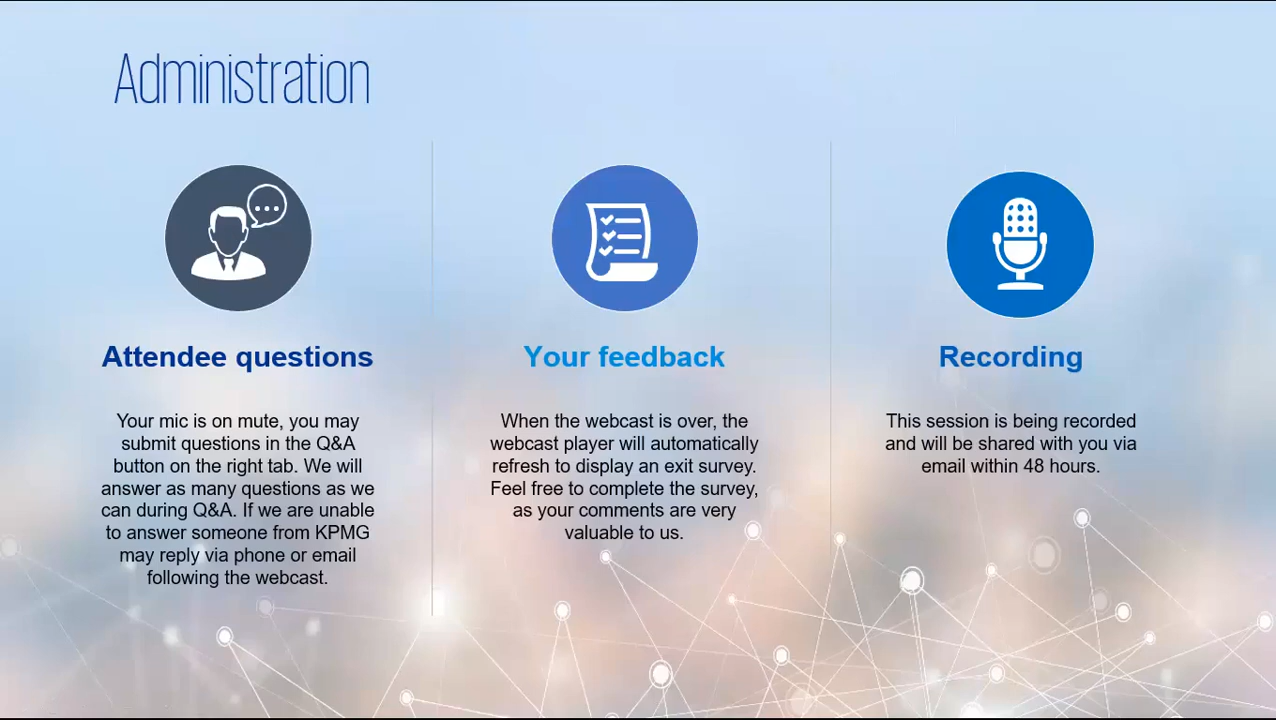 Administration
Attendee questions
Your mic is on mute, you may
submit questions in the Q&A
button on the right tab. We will
answer as many questions as we
can during Q&A. If we are unable
to answer someone from KPMG
may reply via phone or email
following the webcast.
Your feedback
When the webcast is over, the
webcast player will automatically
refresh to display an exit survey.
Feel free to complete the survey,
as your comments are very
valuable to us.
Recording
This session is being recorded
and will be shared with you via
email within 48 hours.